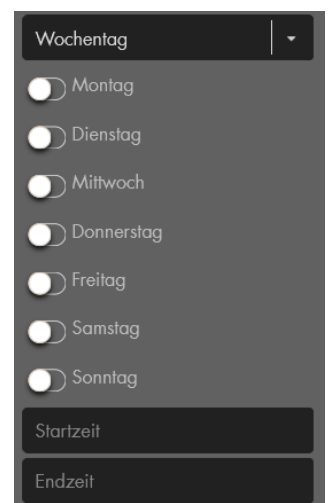 Wochentag
Montag
Dienstag
Mittwoch
Donnerstag
Freitag
Samstag
Sonntag
Startzeit
Endzeit